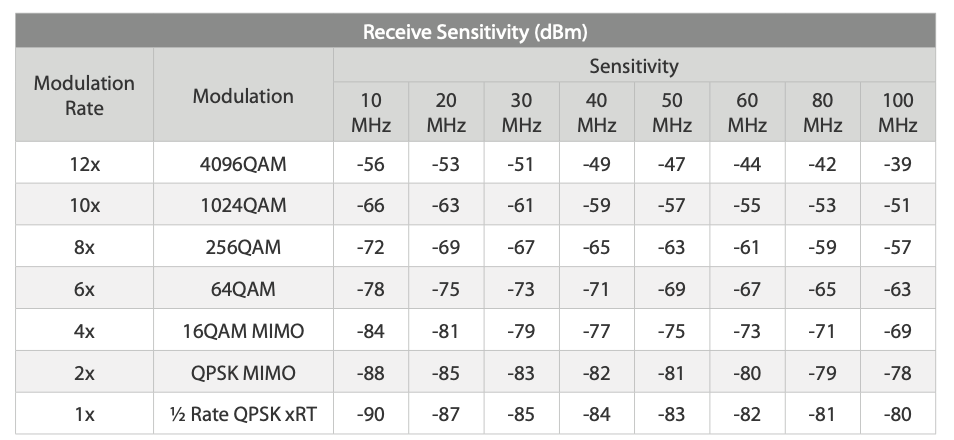 Receive Sensitivity (dBm)
Modulation Rate Modulation Sensitivity
10 MHz 20 MHz 30 MHz 40 MHz 50 MHz 60 MHz 80 MHz 100 MHz
12x 4096QAM -56 -53 -51 -49 -47 -44 -42 -39
10x 1024QAM -66 -63 -61 -59 -57 -55 -53 -51
8x 256QAM -72 -69 -67 -65 -63 -61 -59 -57
6x 64QAM -78 -75 -73 -71 -69 -67 -65 -63
4x 16QAM MIMO -84 -81 -79 -77 -75 -73 -71 -69
2x QPSK MIMO -88 -85 -83 -82 -81 -80 -79 -78
1x ½ Rate QPSK xRT -90 -87 -85 -84 -83 -82 -81 -80